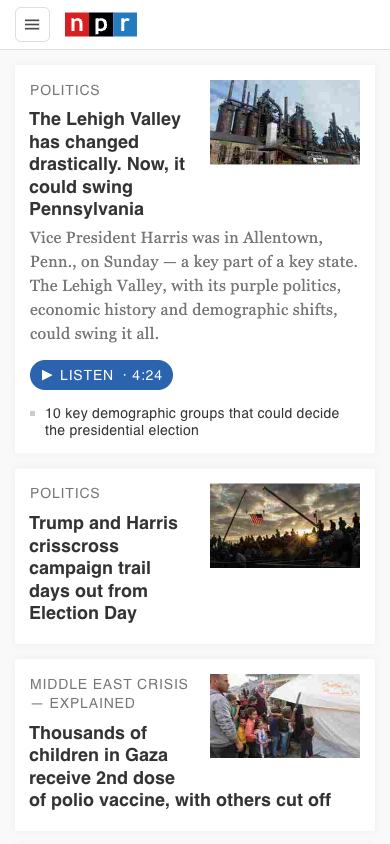 npr
POLITICS
The Lehigh Valley
has changed
drastically. Now, it
could swing
Pennsylvania
Vice President Harris was in Allentown,
Penn., on Sunday — a key part of a key state.
The Lehigh Valley, with its purple politics,
economic history and demographic shifts,
could swing it all.
LISTEN · 4:24
10 key demographic groups that could decide
the presidential election
POLITICS
Trump and Harris
crisscross
campaign trail
days out from
Election Day
MIDDLE EAST CRISIS
— EXPLAINED
Thousands of
children in Gaza
receive 2nd dose
of polio vaccine, with others cut off